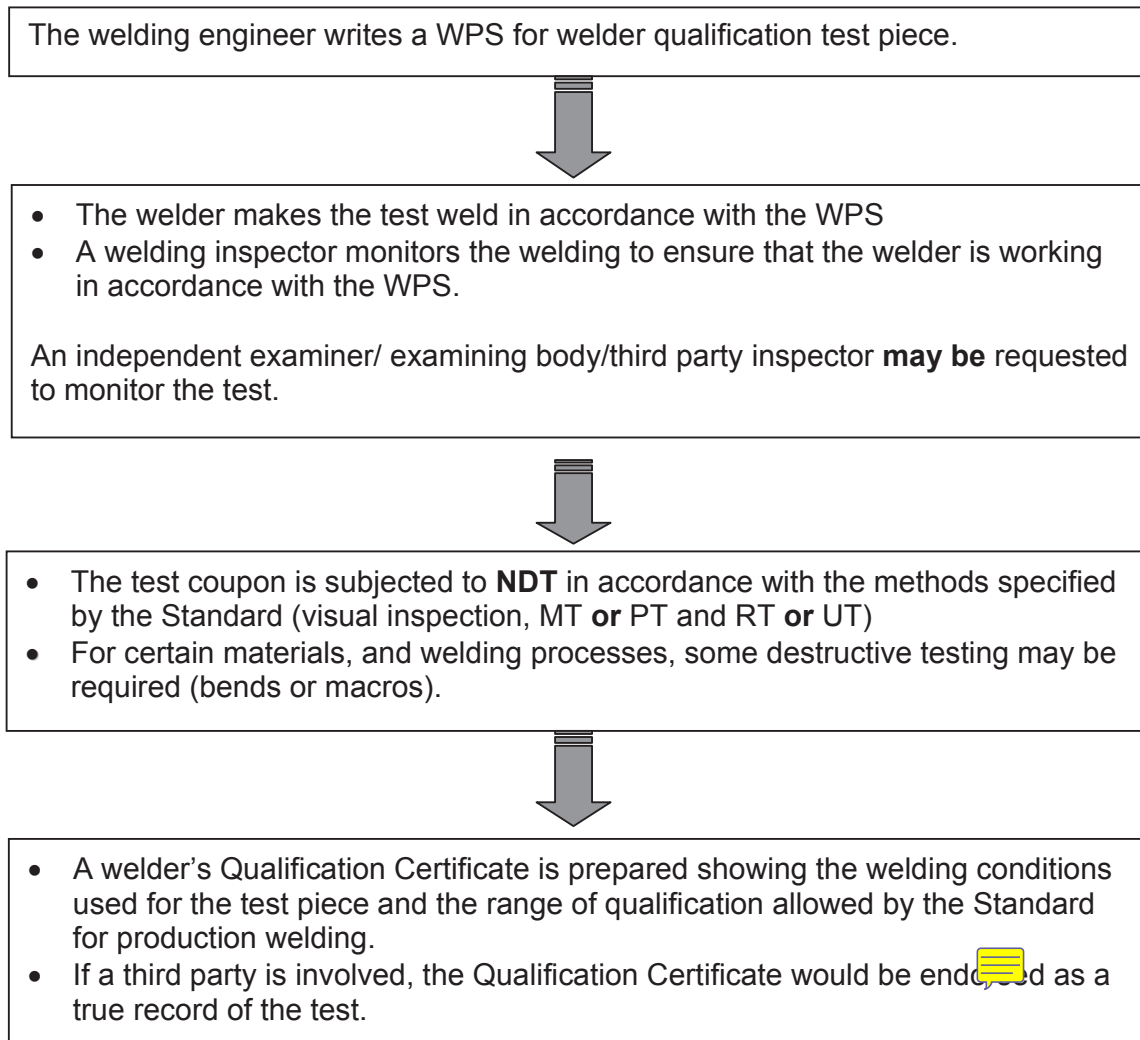 The welding engineer writes a WPS for welder qualification test piece.
• The welder makes the test weld in accordance with the WPS
• A welding inspector monitors the welding to ensure that the welder is working
in accordance with the WPS.
An independent examiner/ examining body/third party inspector may be requested
to monitor the test.
• The test coupon is subjected to NDT in accordance with the methods specified
by the Standard (visual inspection, MT or PT and RT or UT)
• For certain materials, and welding processes, some destructive testing may be
required (bends or macros).
• A welder’s Qualification Certificate is prepared showing the welding conditions
used for the test piece and the range of qualification allowed by the Standard
for production welding.
• If a third party is involved, the Qualification Certificate would be as a
true record of the test.